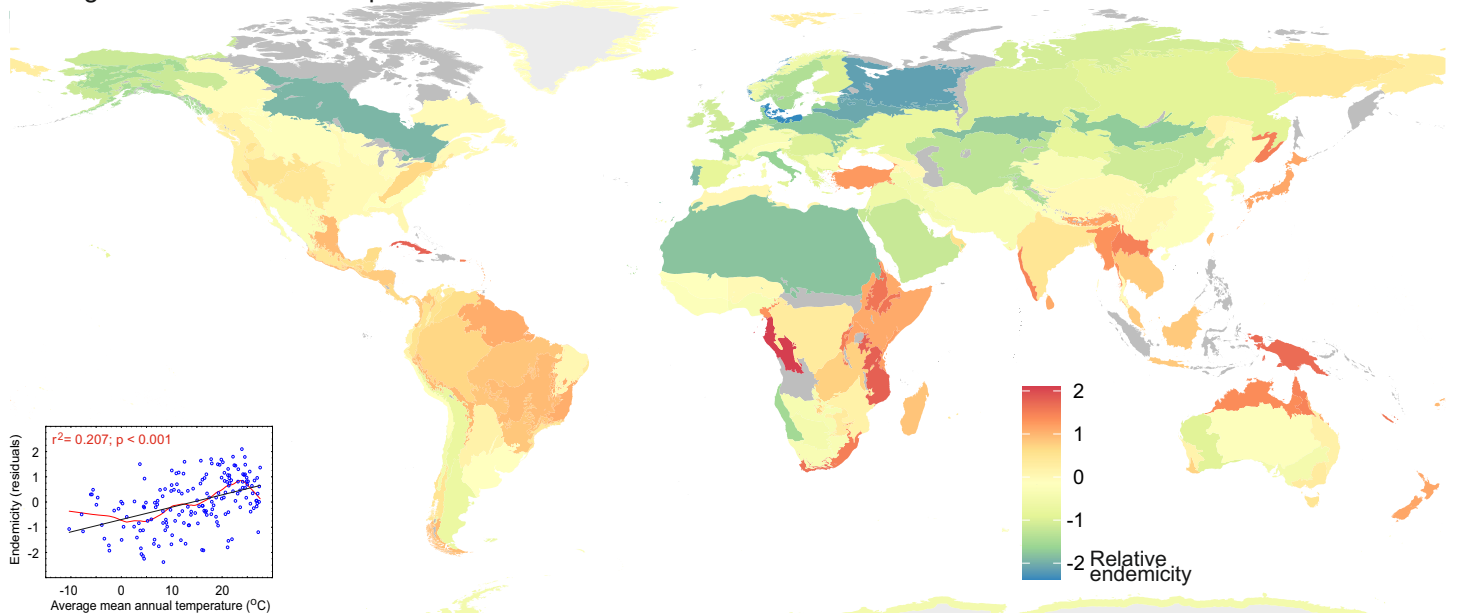 r2= 0.207; p < 0.001
Endemicity (residuals)
2
1
0
-1
-2
-10 0 10 20
Average mean annual temperature (oC)
2
1
0
-1
-2
Relative
endemicity